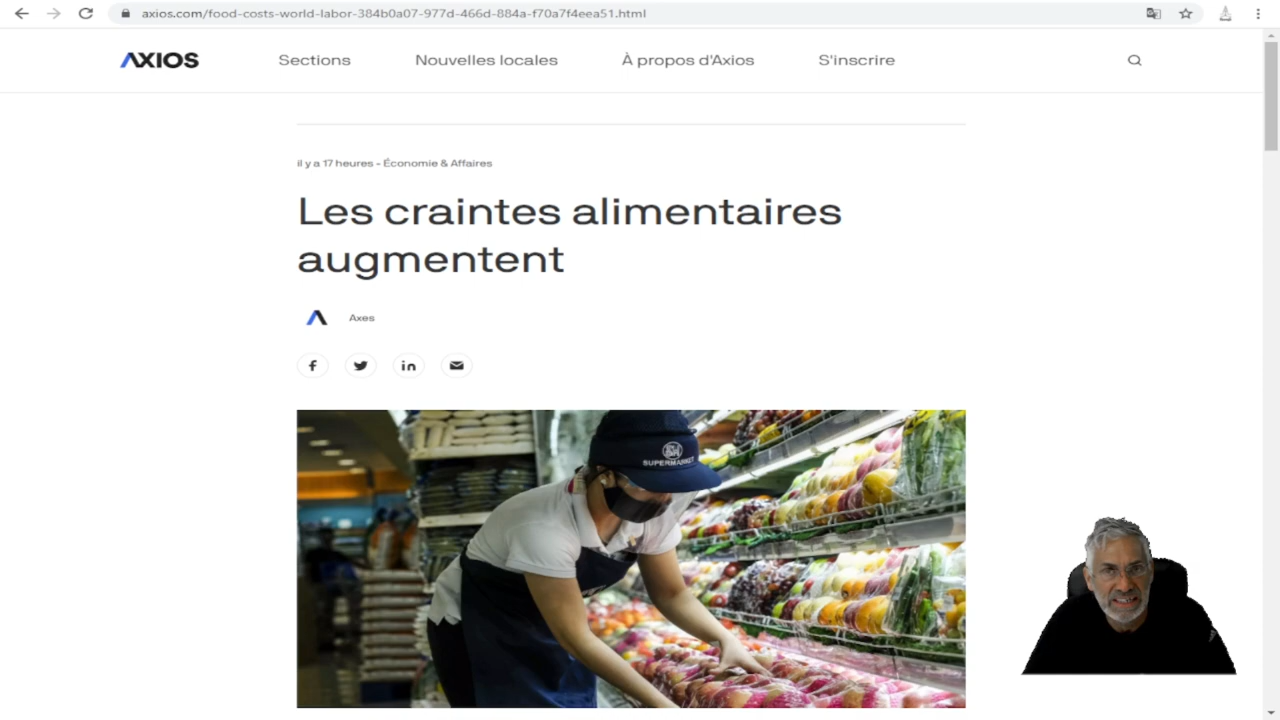 axios.com/food-costs-world-labor-384b0a07-977d-466d-884a-f70a7f4eea51.html
AXIOS Sections Nouvelles locales À propos d'Axios S'inscrire
il y a 17 heures - Économie & Affaires
Les craintes alimentaires
augmentent
Axes
SM
SUPERMARKET